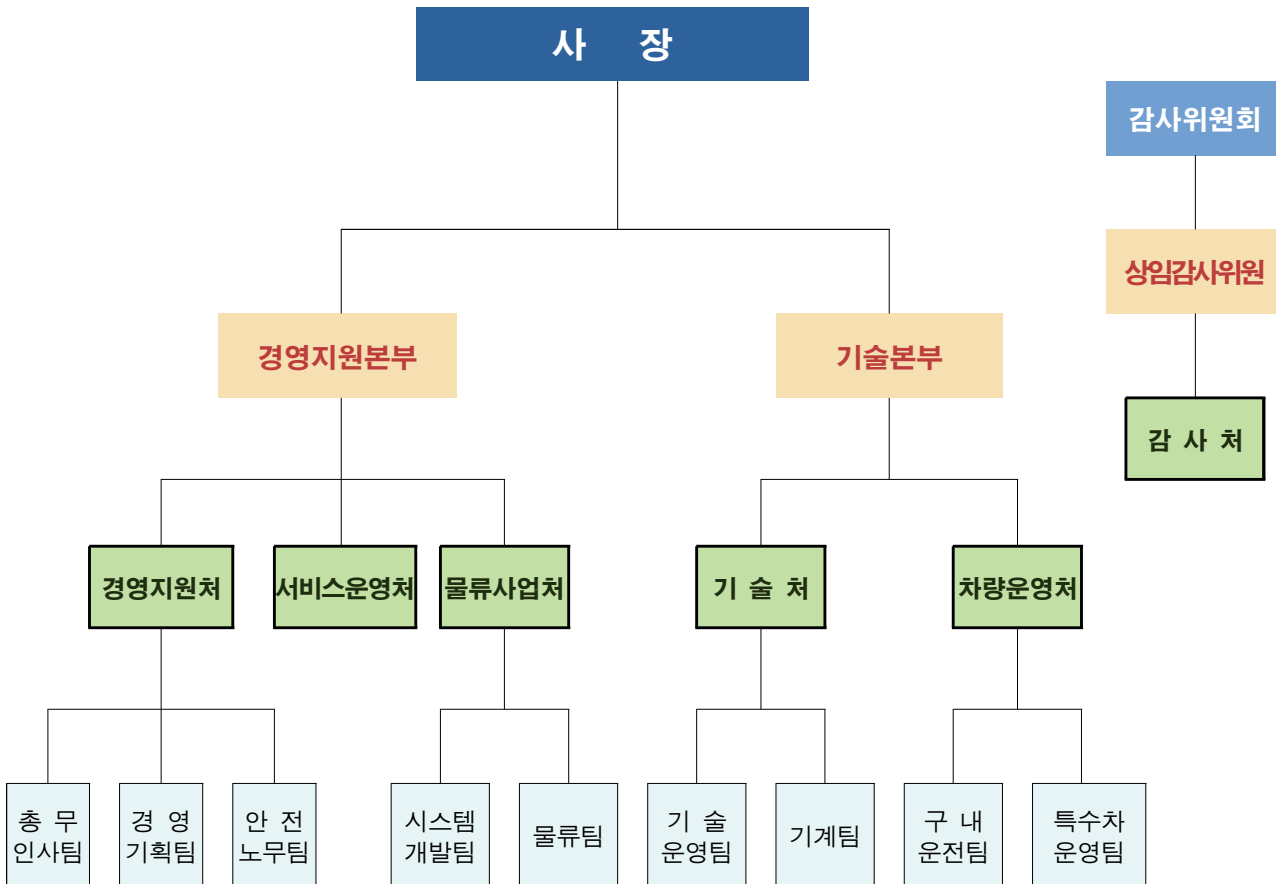 사 장
감사위원회
상임감사위원
경영지원본부
기술본부
감 사 처
경영지원처
서비스운영처
물류사업처
기 술 처
차량운영처
총 무
인사팀
경 영
기획팀
안 전
노무팀
시스템
개발팀
물류팀
기 술
운영팀
기계팀
구 내
운전팀
특수차
운영팀